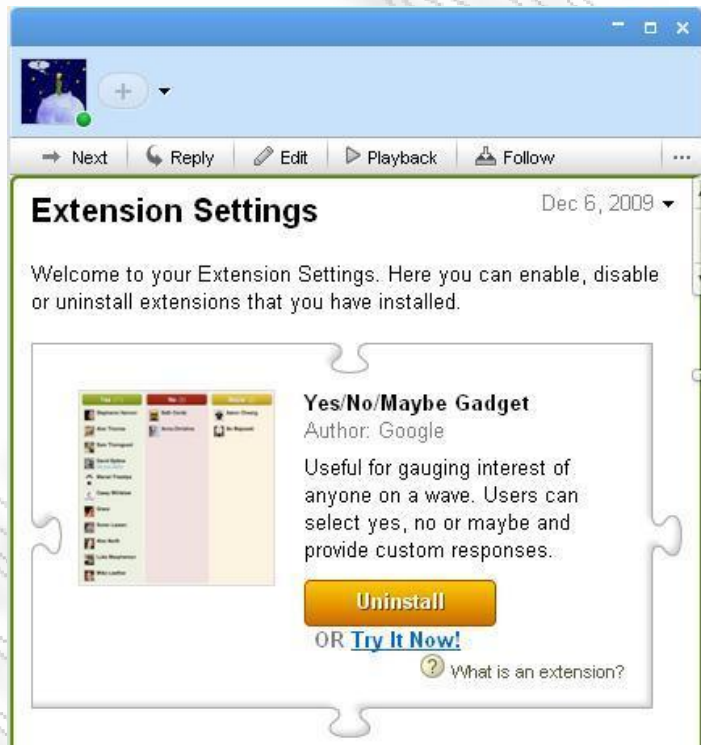 Next Reply Edit Playback Follow
Extension Settings
Dec 6, 2009
Welcome to your Extension Settings. Here you can enable, disable
or uninstall extensions that you have installed.
Yes/No/Maybe Gadget
Author: Google
Useful for gauging interest of
anyone on a wave. Users can
select yes, no or maybe and
provide custom responses.
Uninstall
OR Try It Now!
What is an extension?